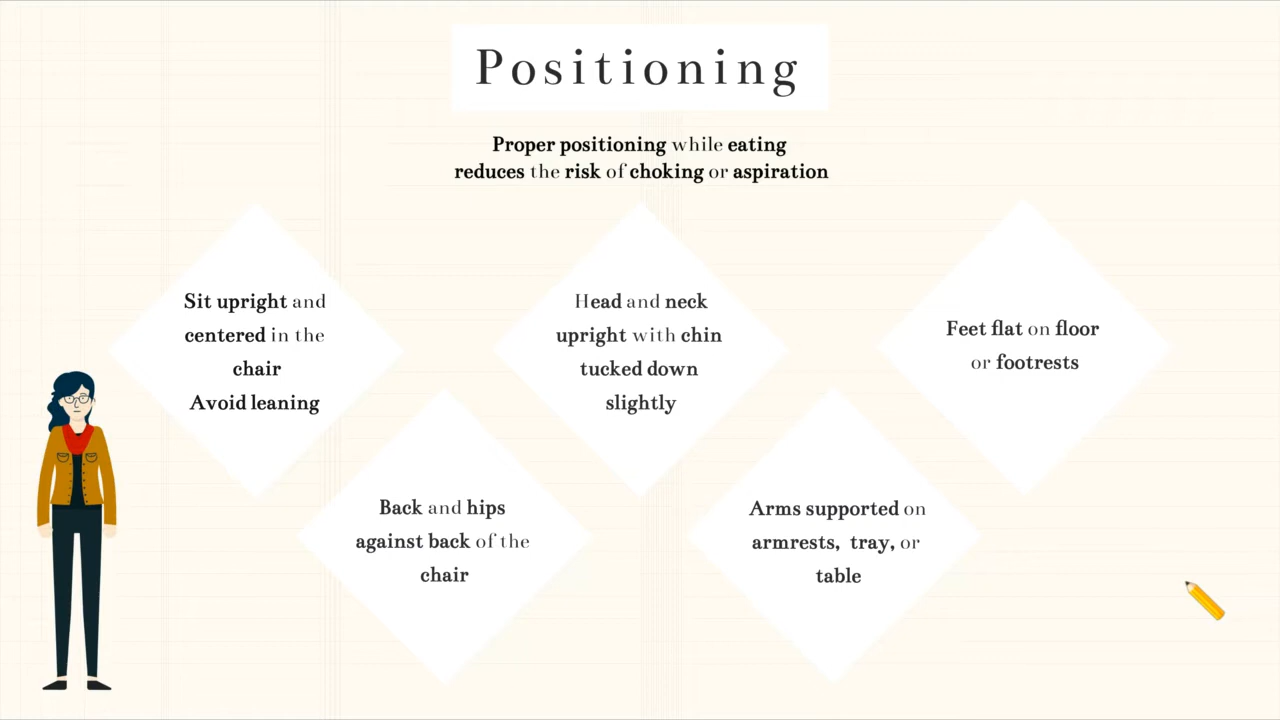 Positioning
Proper positioning while eating
reduces the risk of choking or aspiration
Sit upright and
centered in the
chair
Avoid leaning
Back and hips
against back of the
chair
Head and neck
upright with chin
tucked down
slightly
Arms supported on
armrests, tray, or
table
Feet flat on floor
or footrests